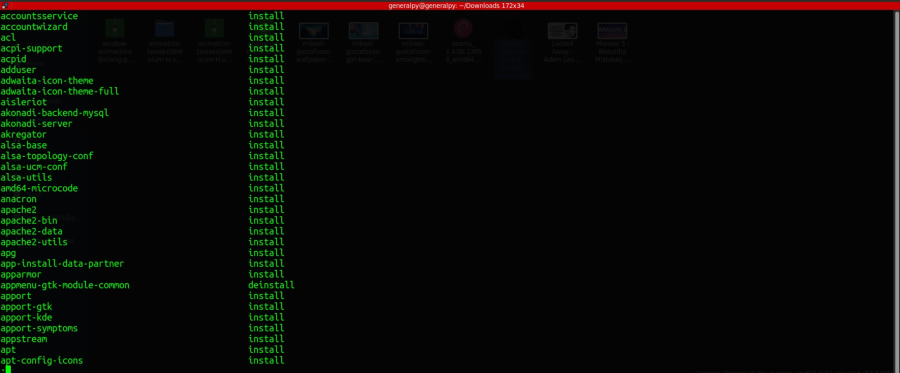 generalpy@generalpy: ~/Downloads 172x34
accountsservice install
accountwizard install
acl install
acpi-support install
acpid install
adduser install
adwaita-icon-theme install
adwaita-icon-theme-full install
aisleriot install
akonadi-backend-mysql install
akonadi-server install
akregator install
alsa-base install
alsa-topology-conf install
alsa-ucm-conf install
alsa-utils install
amd64-microcode install
anacron install
apache2 install
apache2-bin install
apache2-data install
apache2-utils install
apg install
app-install-data-partner install
apparmor install
appmenu-gtk-module-common deinstall
apport install
apport-gtk install
apport-kde install
apport-symptoms install
appstream install
apt install
apt-config-icons install
: